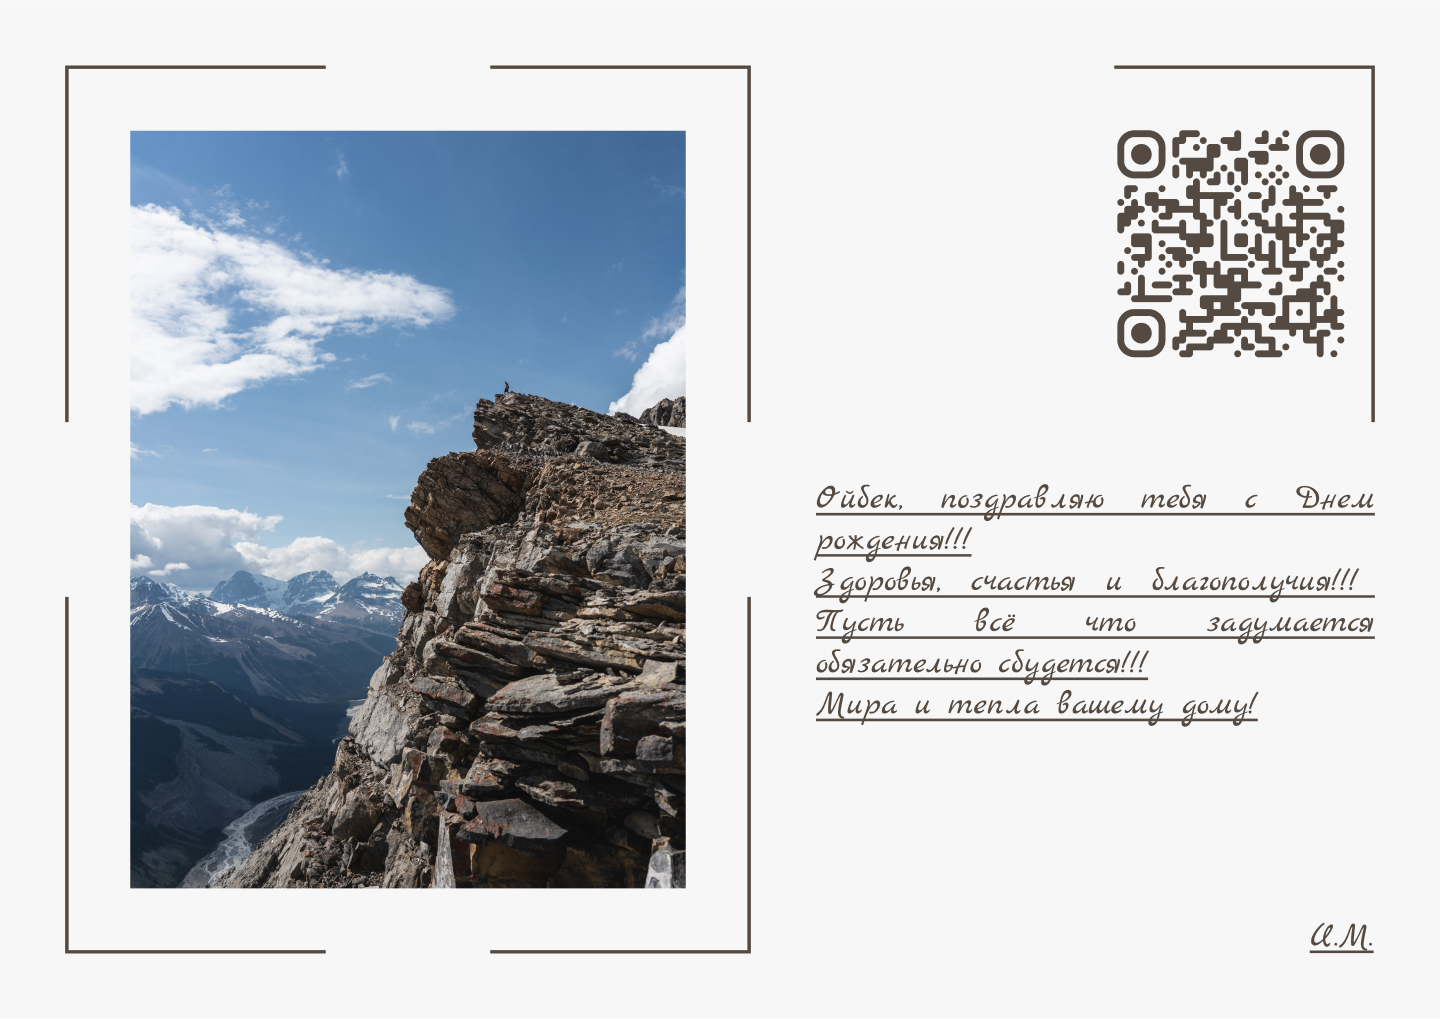 Ойбек, поздравляю тебя с Днем
рождения!!!
Здоровья, счастья и благополучия!!!
Пусть всё что задумается
обязательно сбудется!!!
Мира и тепла вашему дому!
И.М.